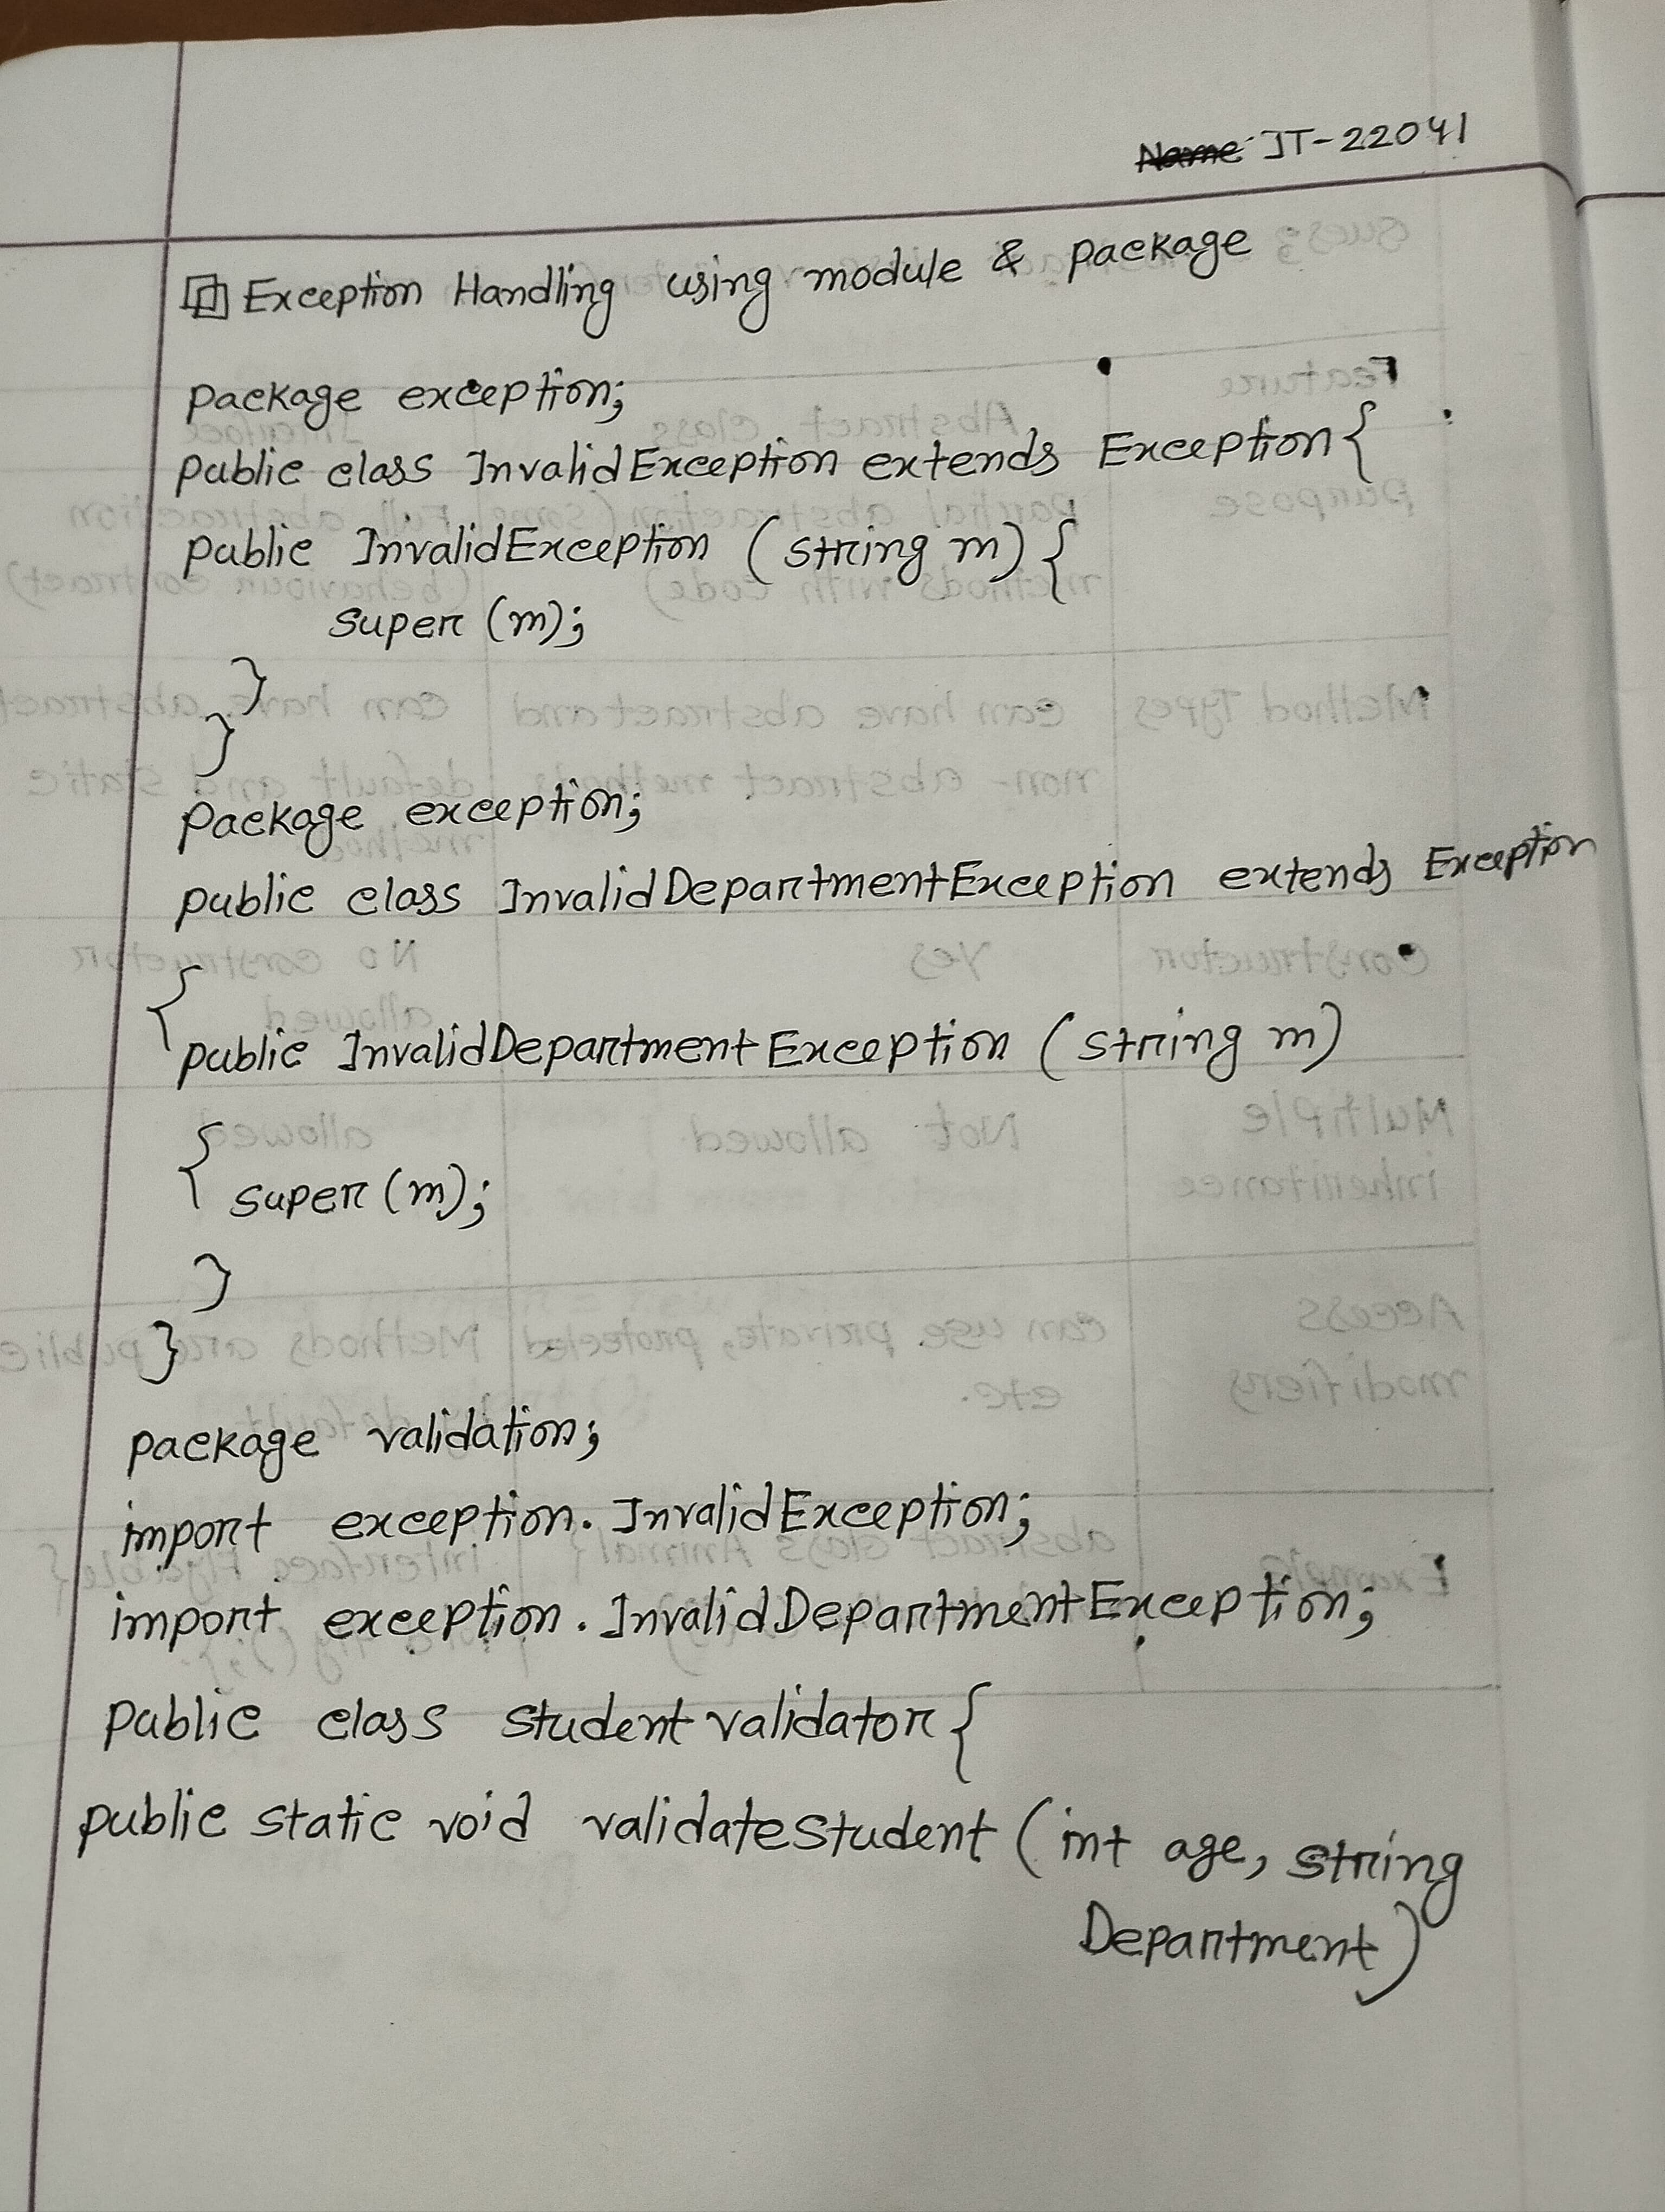 Name IT-22041
Exception Handling using module & package
package exception;
public class InvalidException extends Exception{
public InvalidException (string m) {
super (m);
}
}
package exception;
public class InvalidDepartmentException extends Exception
{
public InvalidDepartmentException (string m)
{
super (m);
}
}
package validation;
import exception. InvalidException;
import exception. InvalidDepartmentException;
public class student validator {
public static void validatestudent (int age, string
Department)